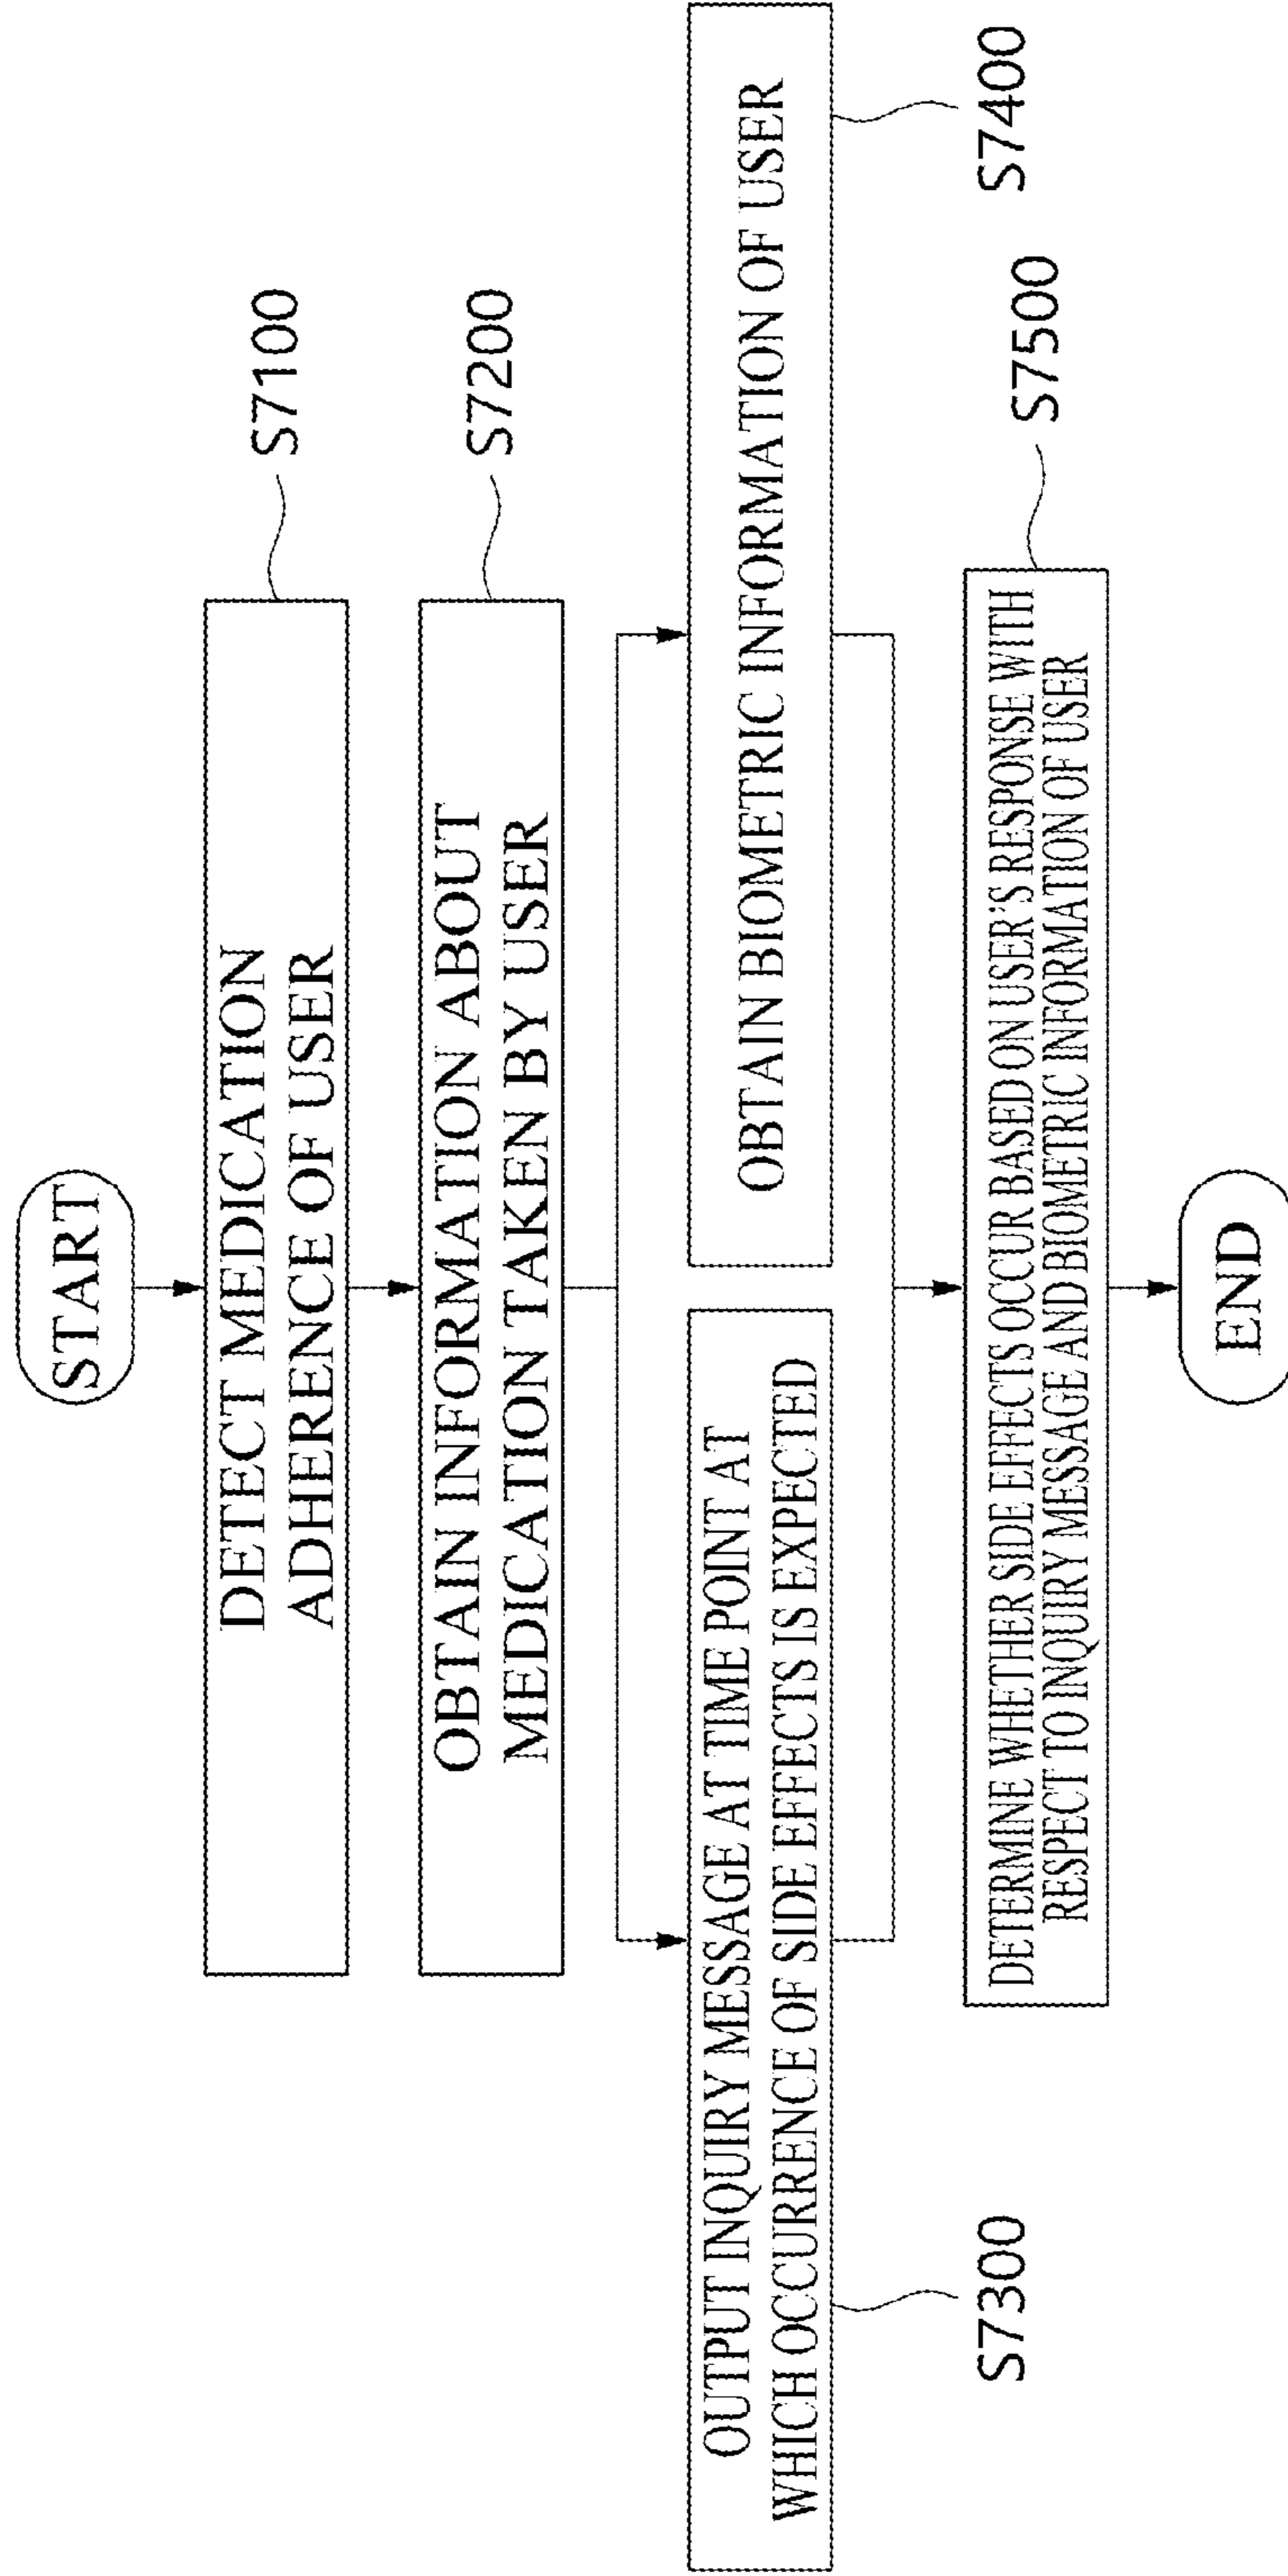 START
DETECT MEDICATION
ADHERENCE OF USER
S7100
OBTAIN INFORMATION ABOUT
MEDICATION TAKEN BY USER
S7200
OUTPUT INQUIRY MESSAGE AT TIME POINT AT
WHICH OCCURRENCE OF SIDE EFFECTS IS EXPECTED
S7300
OBTAIN BIOMETRIC INFORMATION OF USER
S7400
DETERMINE WHETHER SIDE EFFECTS OCCUR BASED ON USER'S RESPONSE WITH
RESPECT TO INQUIRY MESSAGE AND BIOMETRIC INFORMATION OF USER
S7500
END